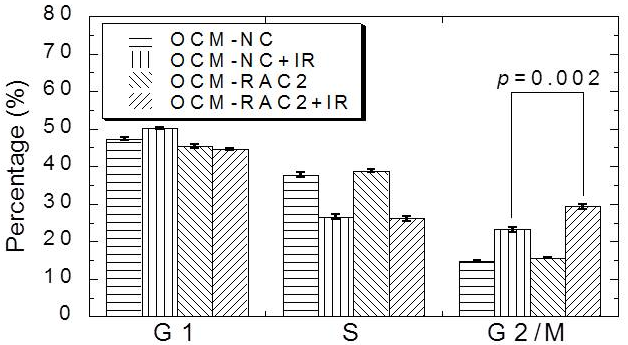 80
70
60
50
40
30
20
10
0
Percentage (%)
OCM-NC
OCM-NC+IR
OCM-RAC2
OCM-RAC2+IR
p=0.002
G1
S
G2/M